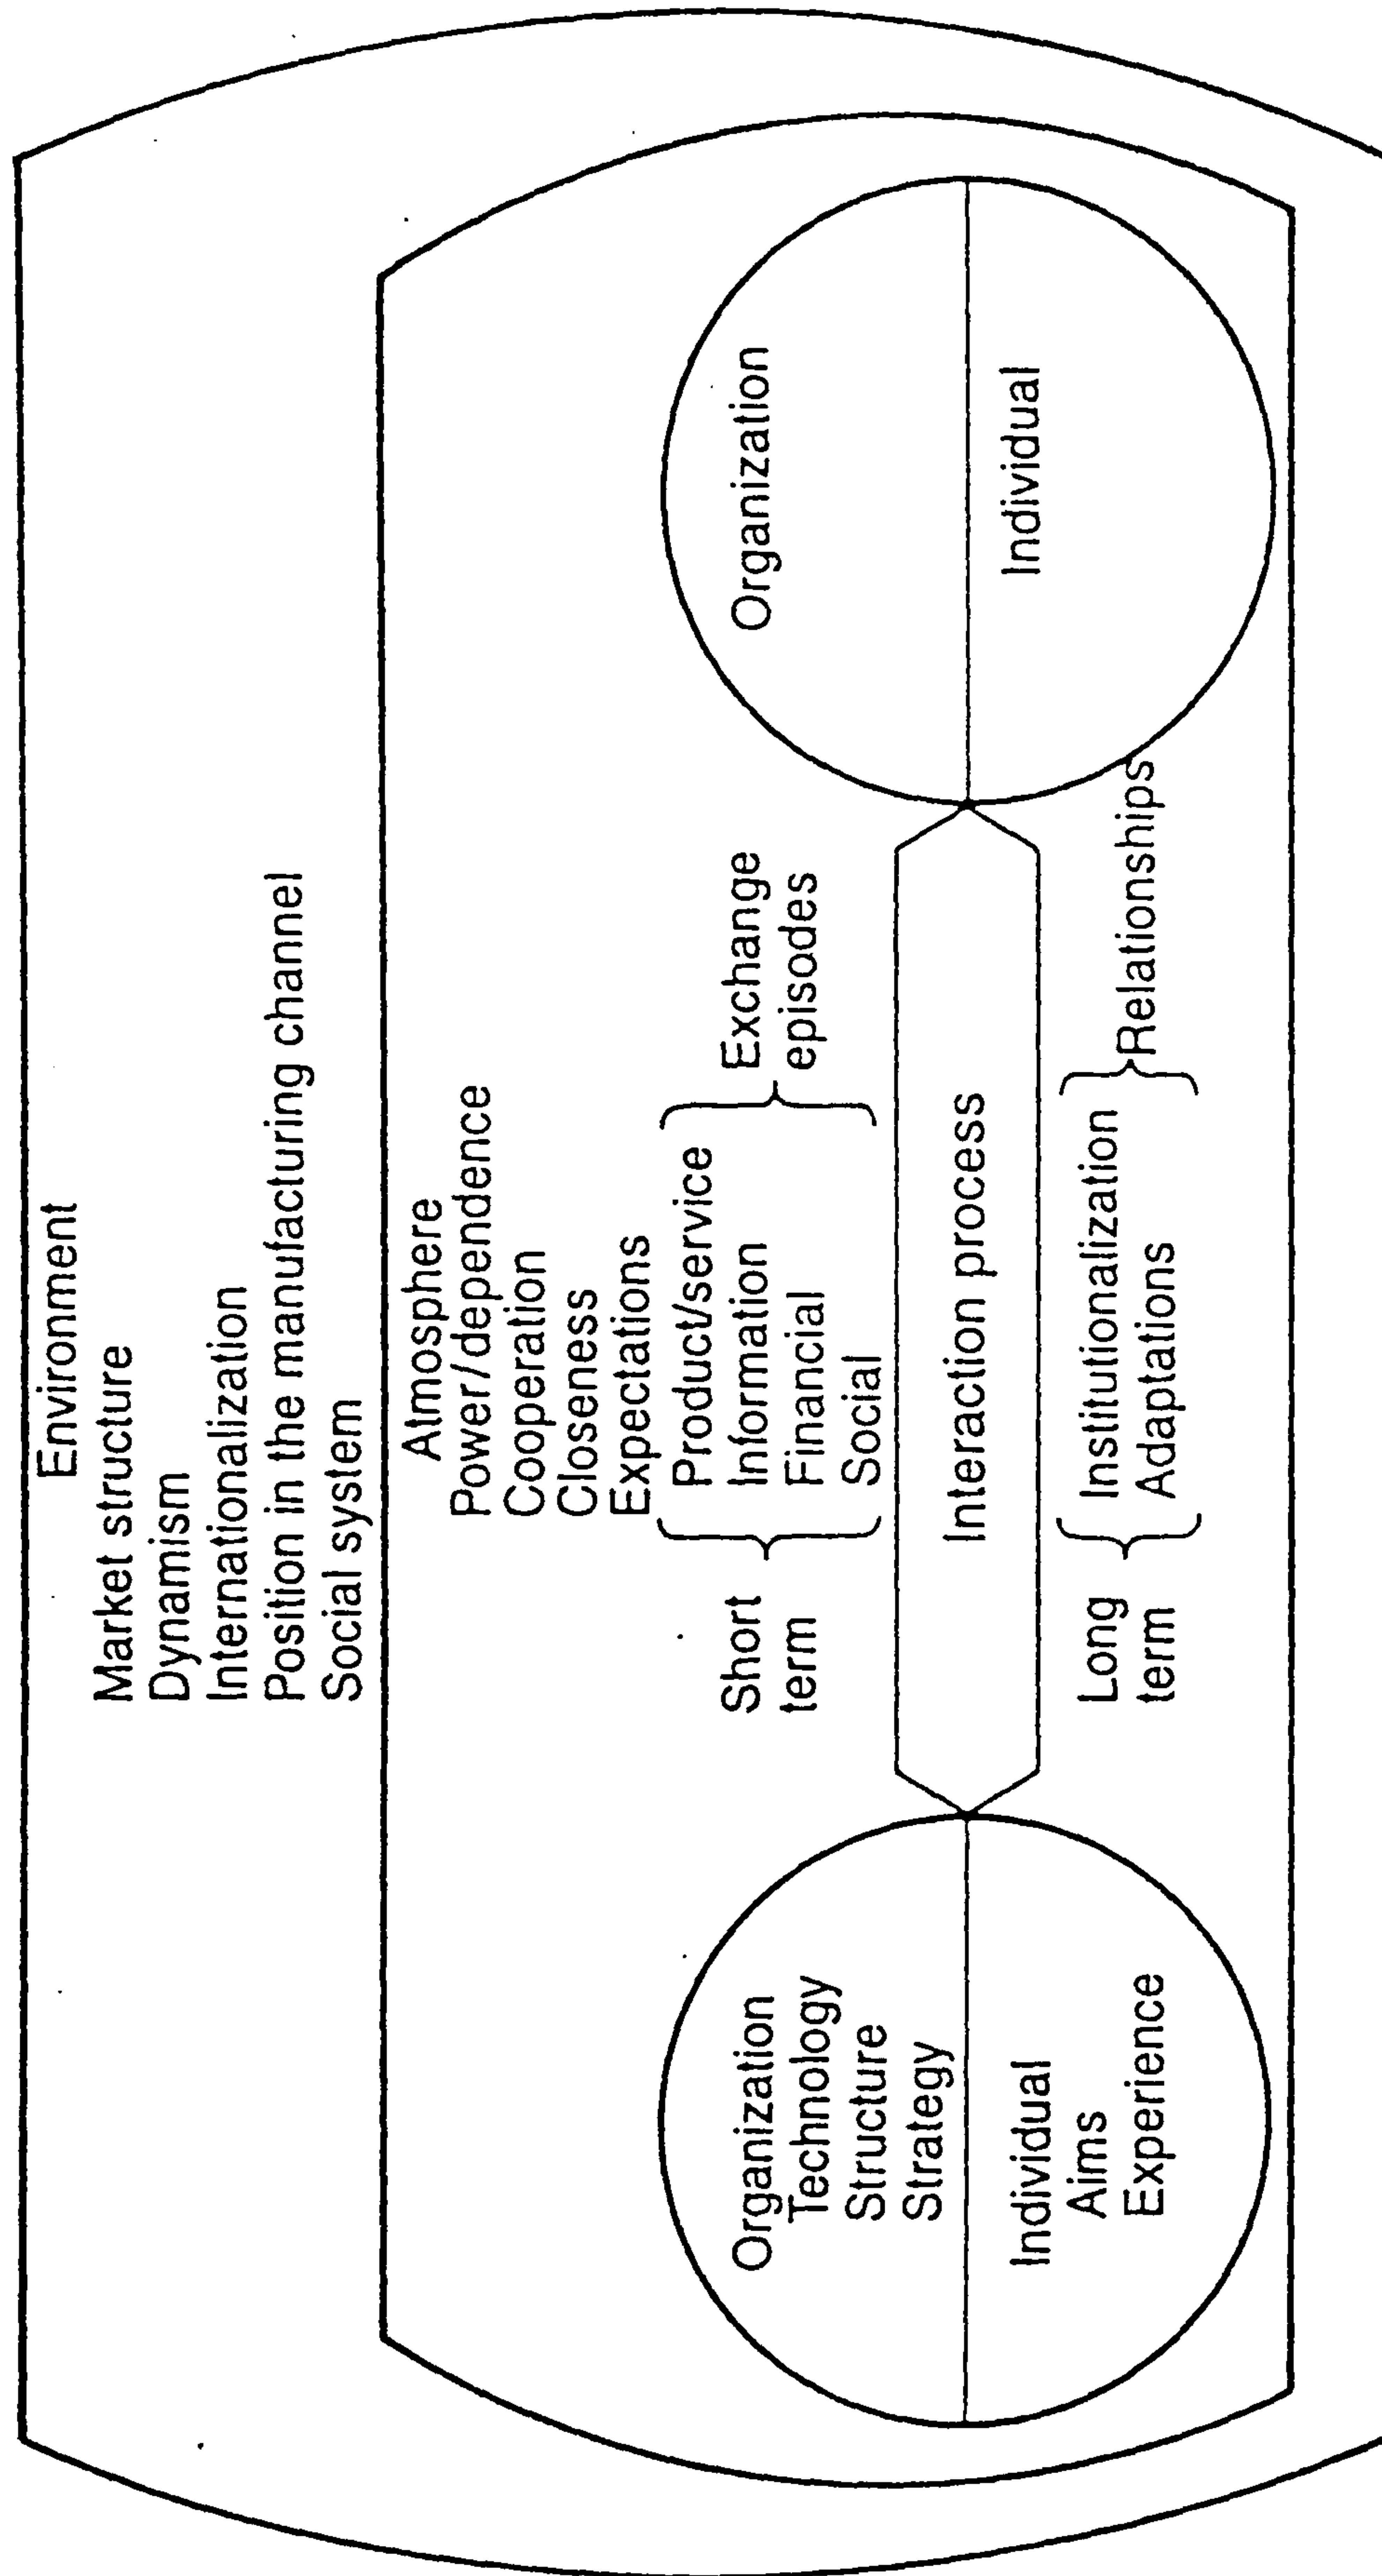 Environment
Market structure
Dynamism
Internationalization
Position in the manufacturing channel
Social system
Atmosphere
Power/dependence
Cooperation
Closeness
Expectations
Short
term
Product/service
Information
Financial
Social
Exchange
episodes
Organization
Technology
Structure
Strategy
Individual
Aims
Experience
Interaction process
Organization
Individual
Long
term
Institutionalization
Adaptations
Relationships